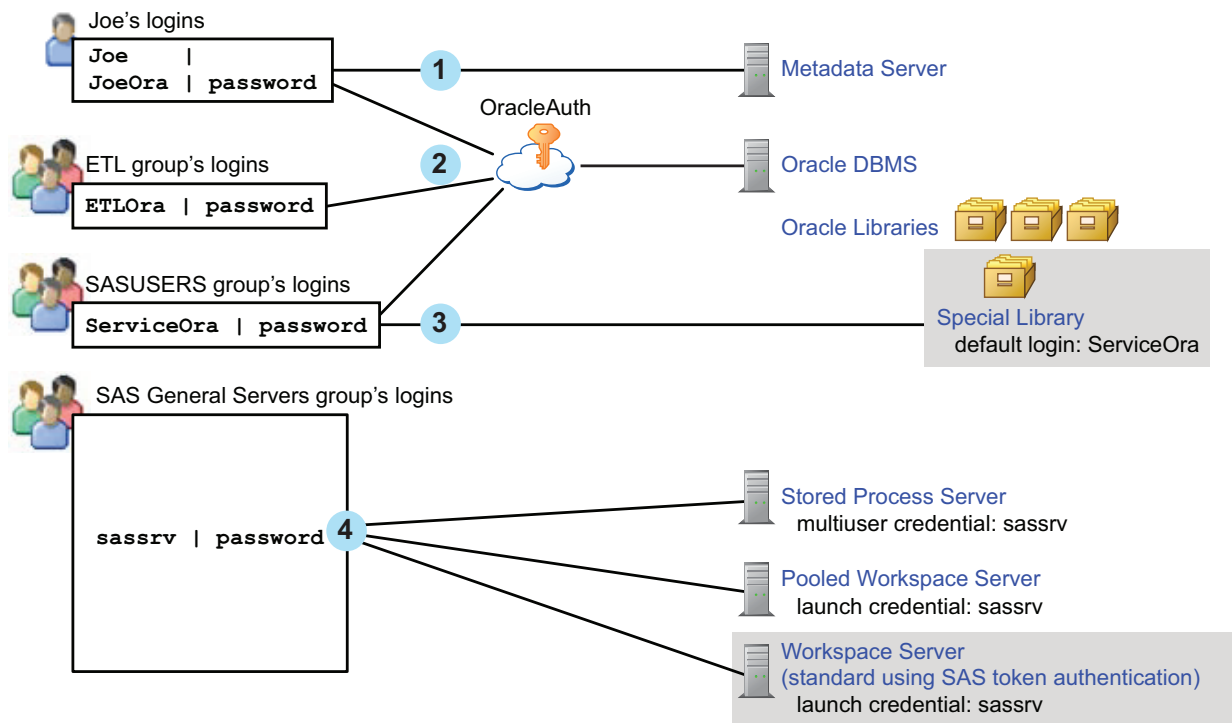 Joe's logins
Joe |
JoeOra | password
1
Metadata Server
OracleAuth
2
Oracle DBMS
ETL group's logins
ETLOra | password
Oracle Libraries
SASUSERS group's logins
ServiceOra | password
3
Special Library
default login: ServiceOra
SAS General Servers group's logins
sassrv | password
4
Stored Process Server
multiuser credential: sassrv
Pooled Workspace Server
launch credential: sassrv
Workspace Server
(standard using SAS token authentication)
launch credential: sassrv